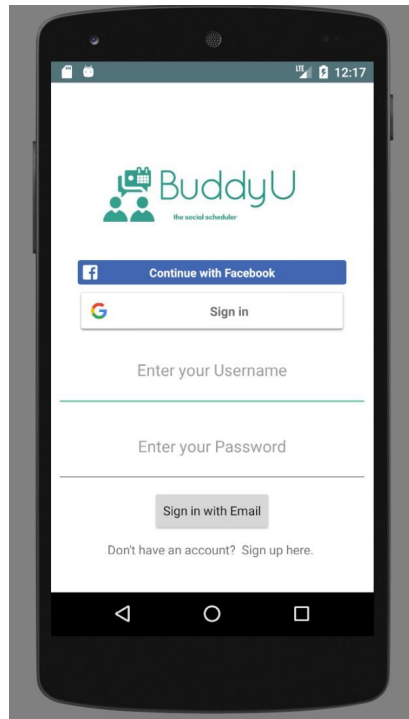 LTE 12:17
BuddyU
the social scheduler
Continue with Facebook
Sign in
Enter your Username
Enter your Password
Sign in with Email
Don't have an account?  Sign up here.